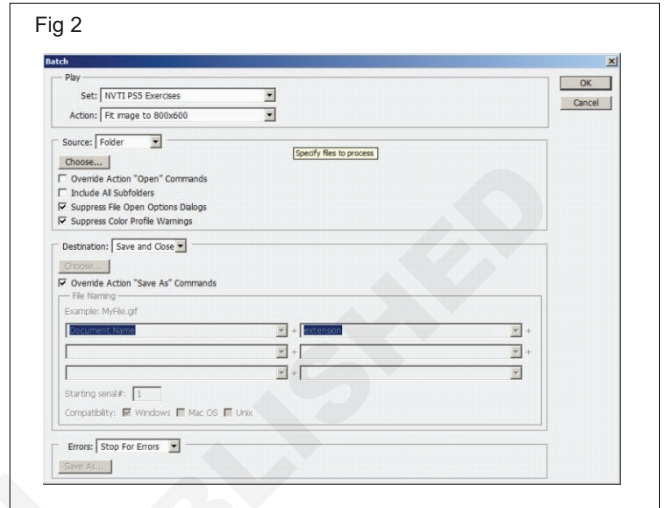 Fig 2
Batch
Play
Set: NVTI PS5 Exercises
Action: Fit image to 800x600
OK
Cancel
Source: Folder
Specify files to process
Choose...
Override Action "Open" Commands
Include All Subfolders
Suppress File Open Options Dialogs
Suppress Color Profile Warnings
Destination: Save and Close
Choose...
Override Action "Save As" Commands
File Naming
Example: MyFile.gif
Document Name + extension +
+ +
+
Starting serial#: 1
Compatibility: Windows Mac OS Unix
Errors: Stop For Errors
Save As...
BLISHED